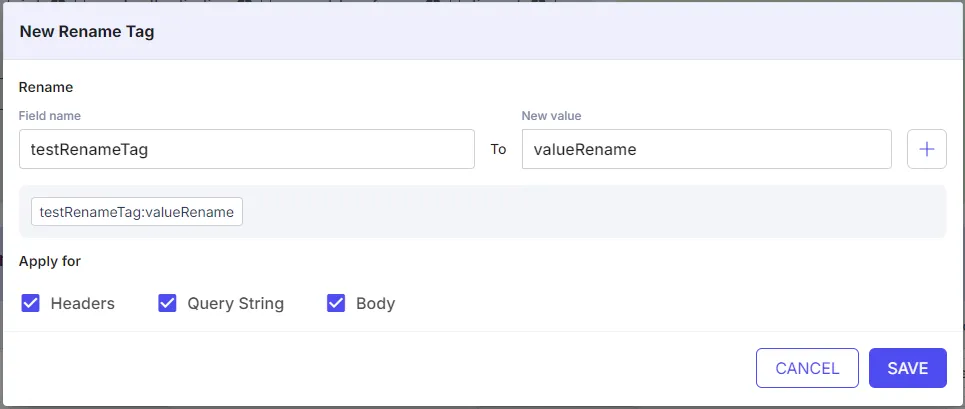 New Rename Tag
Rename
Field name
New value
testRenameTag
To
valueRename
testRenameTag:valueRename
Apply for
Headers
Query String
Body
CANCEL
SAVE